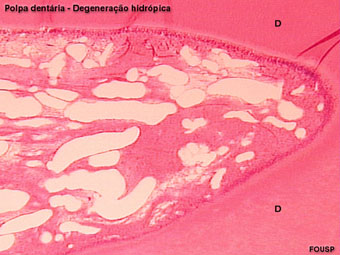 Polpa dentária - Degeneração hidrópica
D
D
FOUSP